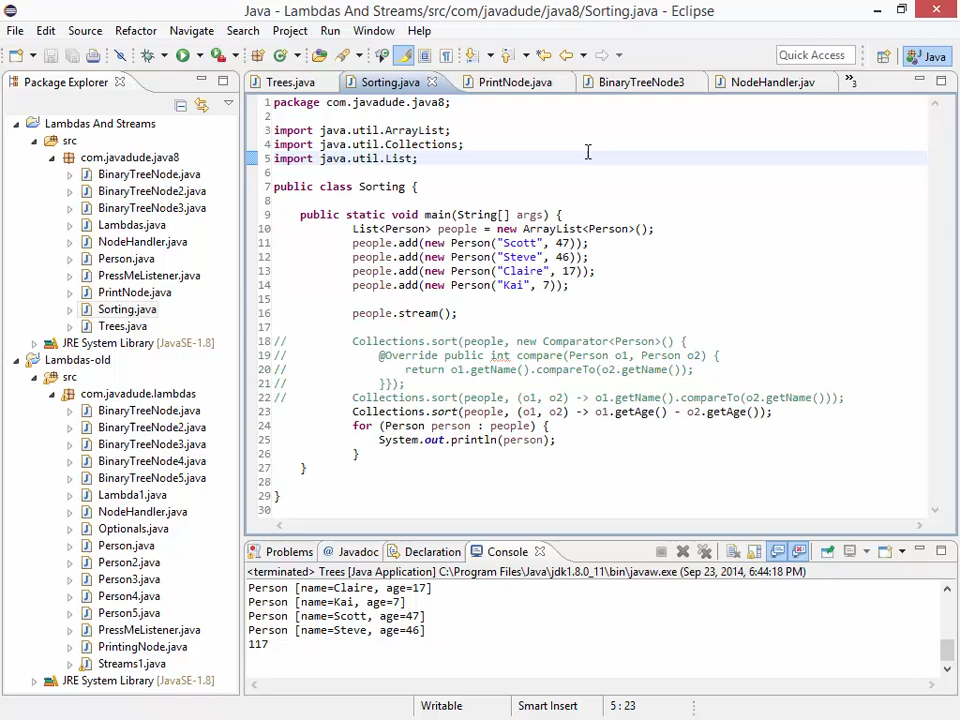 Java - Lambdas And Streams/src/com/javadude/java8/Sorting.java - Eclipse
File Edit Source Refactor Navigate Search Project Run Window Help
Quick Access Java
Package Explorer
Lambdas And Streams
src
com.javadude.java8
BinaryTreeNode.java
BinaryTreeNode2.java
BinaryTreeNode3.java
Lambdas.java
NodeHandler.java
Person.java
PressMeListener.java
PrintNode.java
Sorting.java
Trees.java
JRE System Library [JavaSE-1.8]
Lambdas-old
src
com.javadude.lambdas
BinaryTreeNode.java
BinaryTreeNode2.java
BinaryTreeNode3.java
BinaryTreeNode4.java
BinaryTreeNode5.java
Lambda1.java
NodeHandler.java
Optionals.java
Person.java
Person2.java
Person3.java
Person4.java
Person5.java
PressMeListener.java
PrintingNode.java
Streams1.java
JRE System Library [JavaSE-1.8]
Trees.java Sorting.java PrintNode.java BinaryTreeNode3 NodeHandler.jav »3
1 package com.javadude.java8;
2
3 import java.util.ArrayList;
4 import java.util.Collections;
5 import java.util.List;
6
7 public class Sorting {
8
9 public static void main(String[] args) {
10 List<Person> people = new ArrayList<Person>();
11 people.add(new Person("Scott", 47));
12 people.add(new Person("Steve", 46));
13 people.add(new Person("Claire", 17));
14 people.add(new Person("Kai", 7));
15
16 people.stream();
17
18 // Collections.sort(people, new Comparator<Person>() {
19 // @Override public int compare(Person o1, Person o2) {
20 // return o1.getName().compareTo(o2.getName());
21 // }});
22 // Collections.sort(people, (o1, o2) -> o1.getName().compareTo(o2.getName()));
23 Collections.sort(people, (o1, o2) -> o1.getAge() - o2.getAge());
24 for (Person person : people) {
25 System.out.println(person);
26 }
27 }
28
29 }
30
Problems @ Javadoc Declaration Console
<terminated> Trees [Java Application] C:\Program Files\Java\jdk1.8.0_11\bin\javaw.exe (Sep 23, 2014, 6:44:18 PM)
Person [name=Claire, age=17]
Person [name=Kai, age=7]
Person [name=Scott, age=47]
Person [name=Steve, age=46]
117
Writable Smart Insert 5 : 23